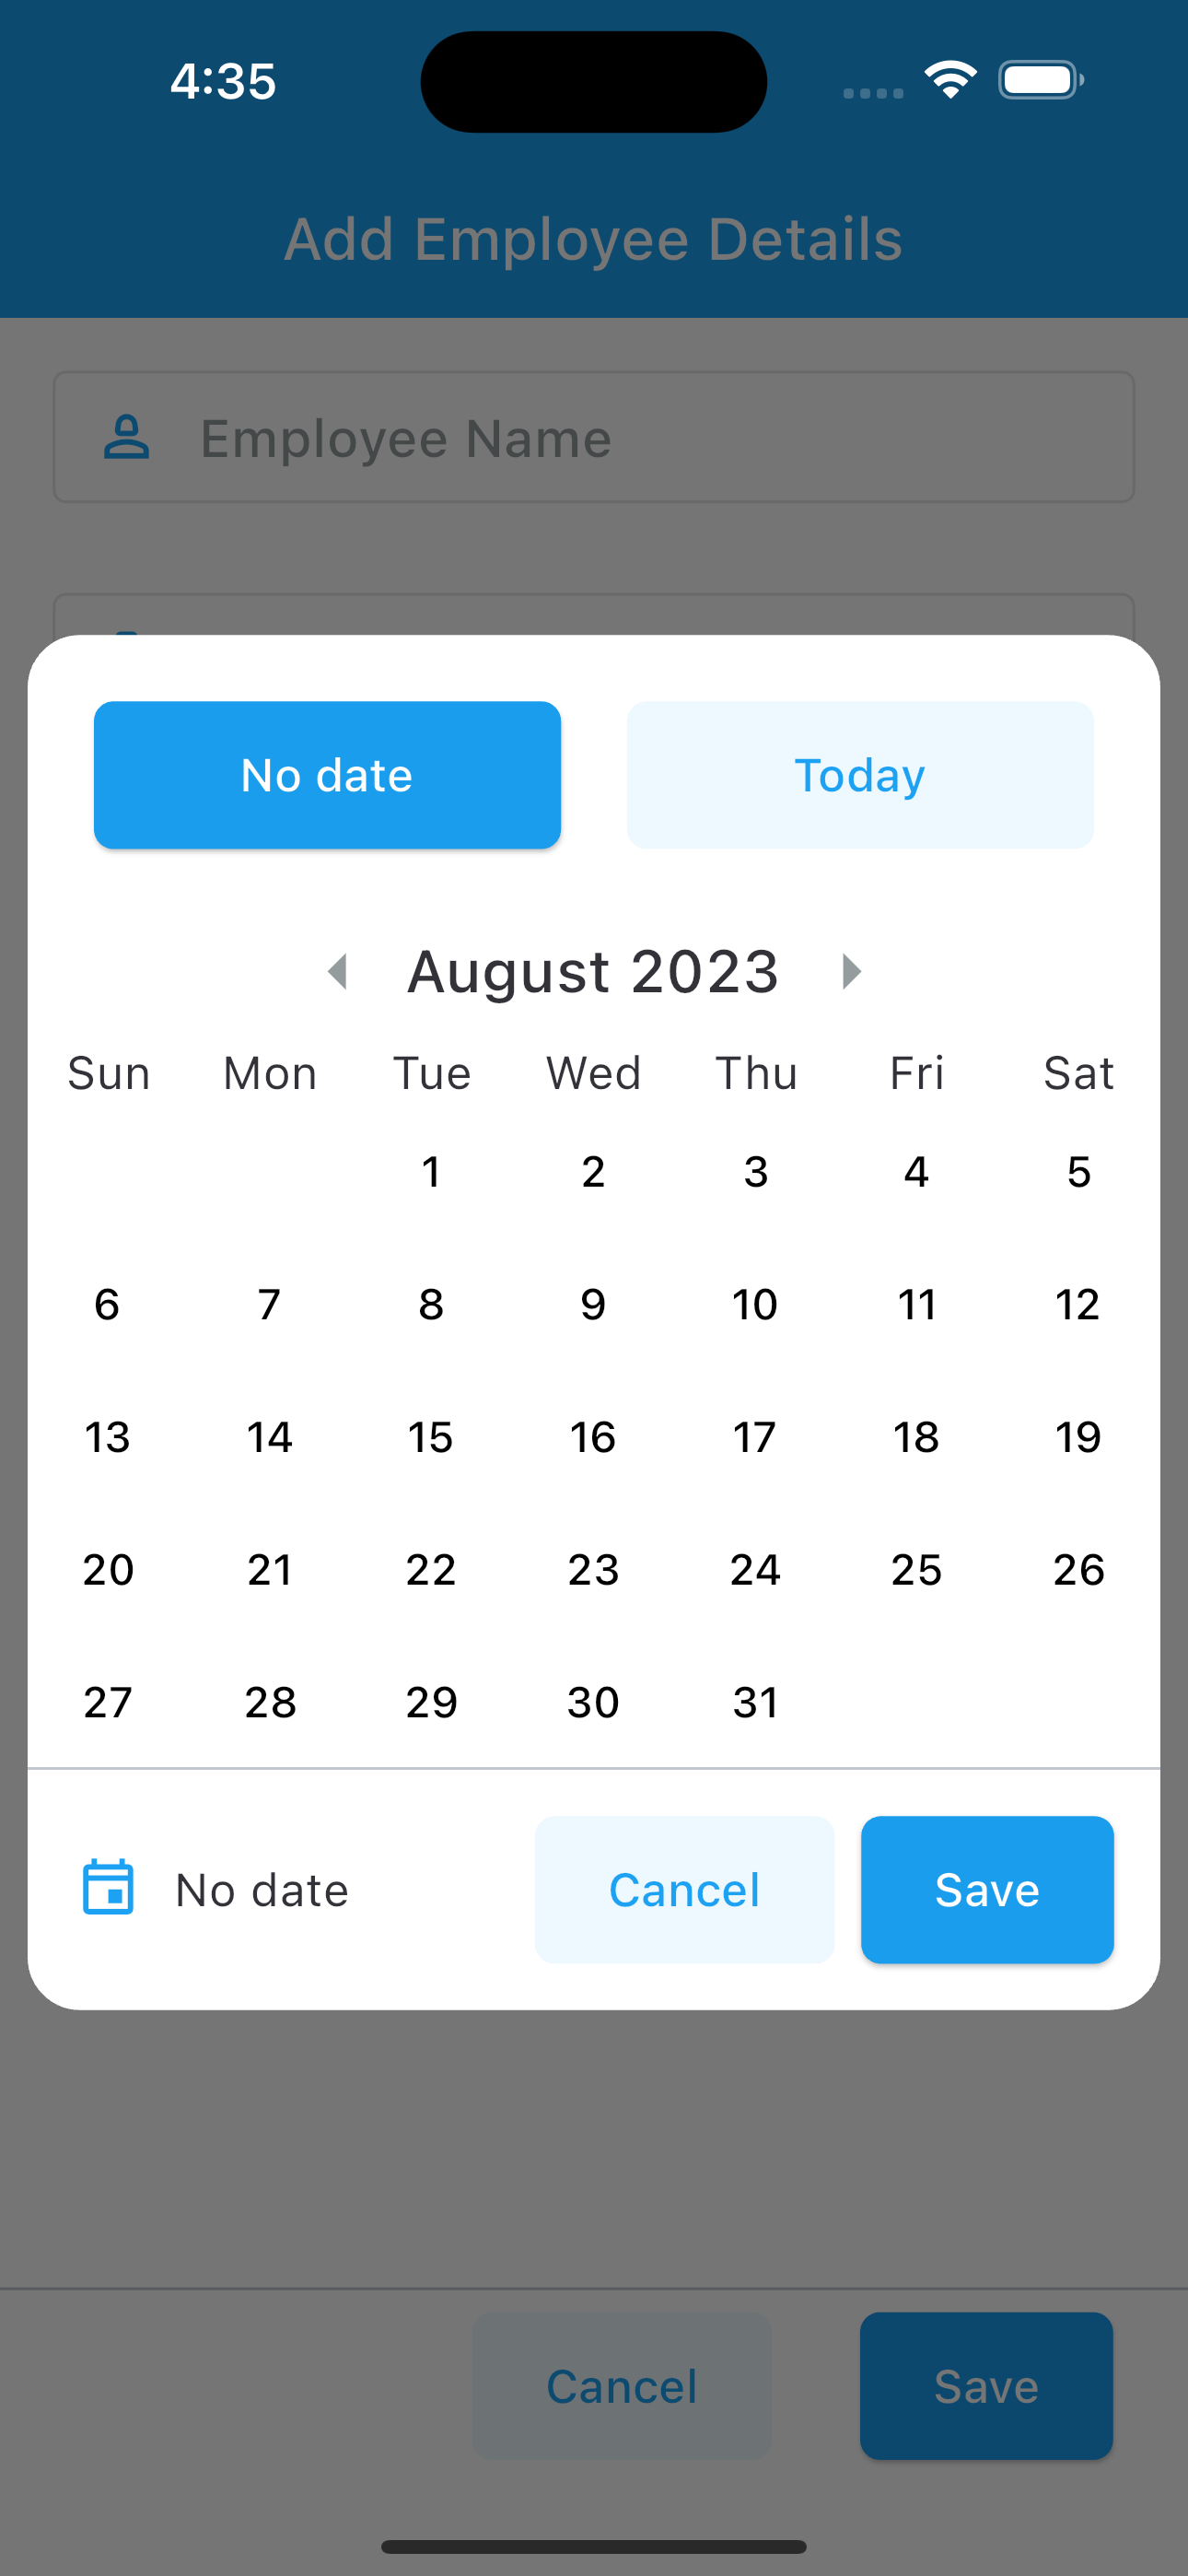 4:35
Add Employee Details
Employee Name
No date Today
August 2023
Sun Mon Tue Wed Thu Fri Sat
1 2 3 4 5
6 7 8 9 10 11 12
13 14 15 16 17 18 19
20 21 22 23 24 25 26
27 28 29 30 31
No date Cancel Save
Cancel Save